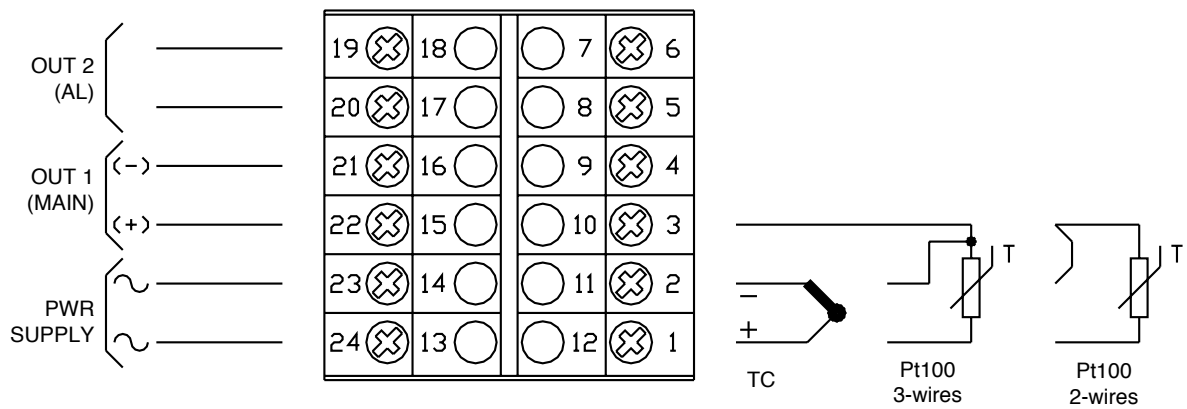 OUT 2
(AL)
19 18 7 6
20 17 8 5
OUT 1
(MAIN)
(-)
21 16 9 4
(+)
22 15 10 3
PWR
SUPPLY
23 14 11 2
24 13 12 1
−
+
TC
T
Pt100
3-wires
T
Pt100
2-wires